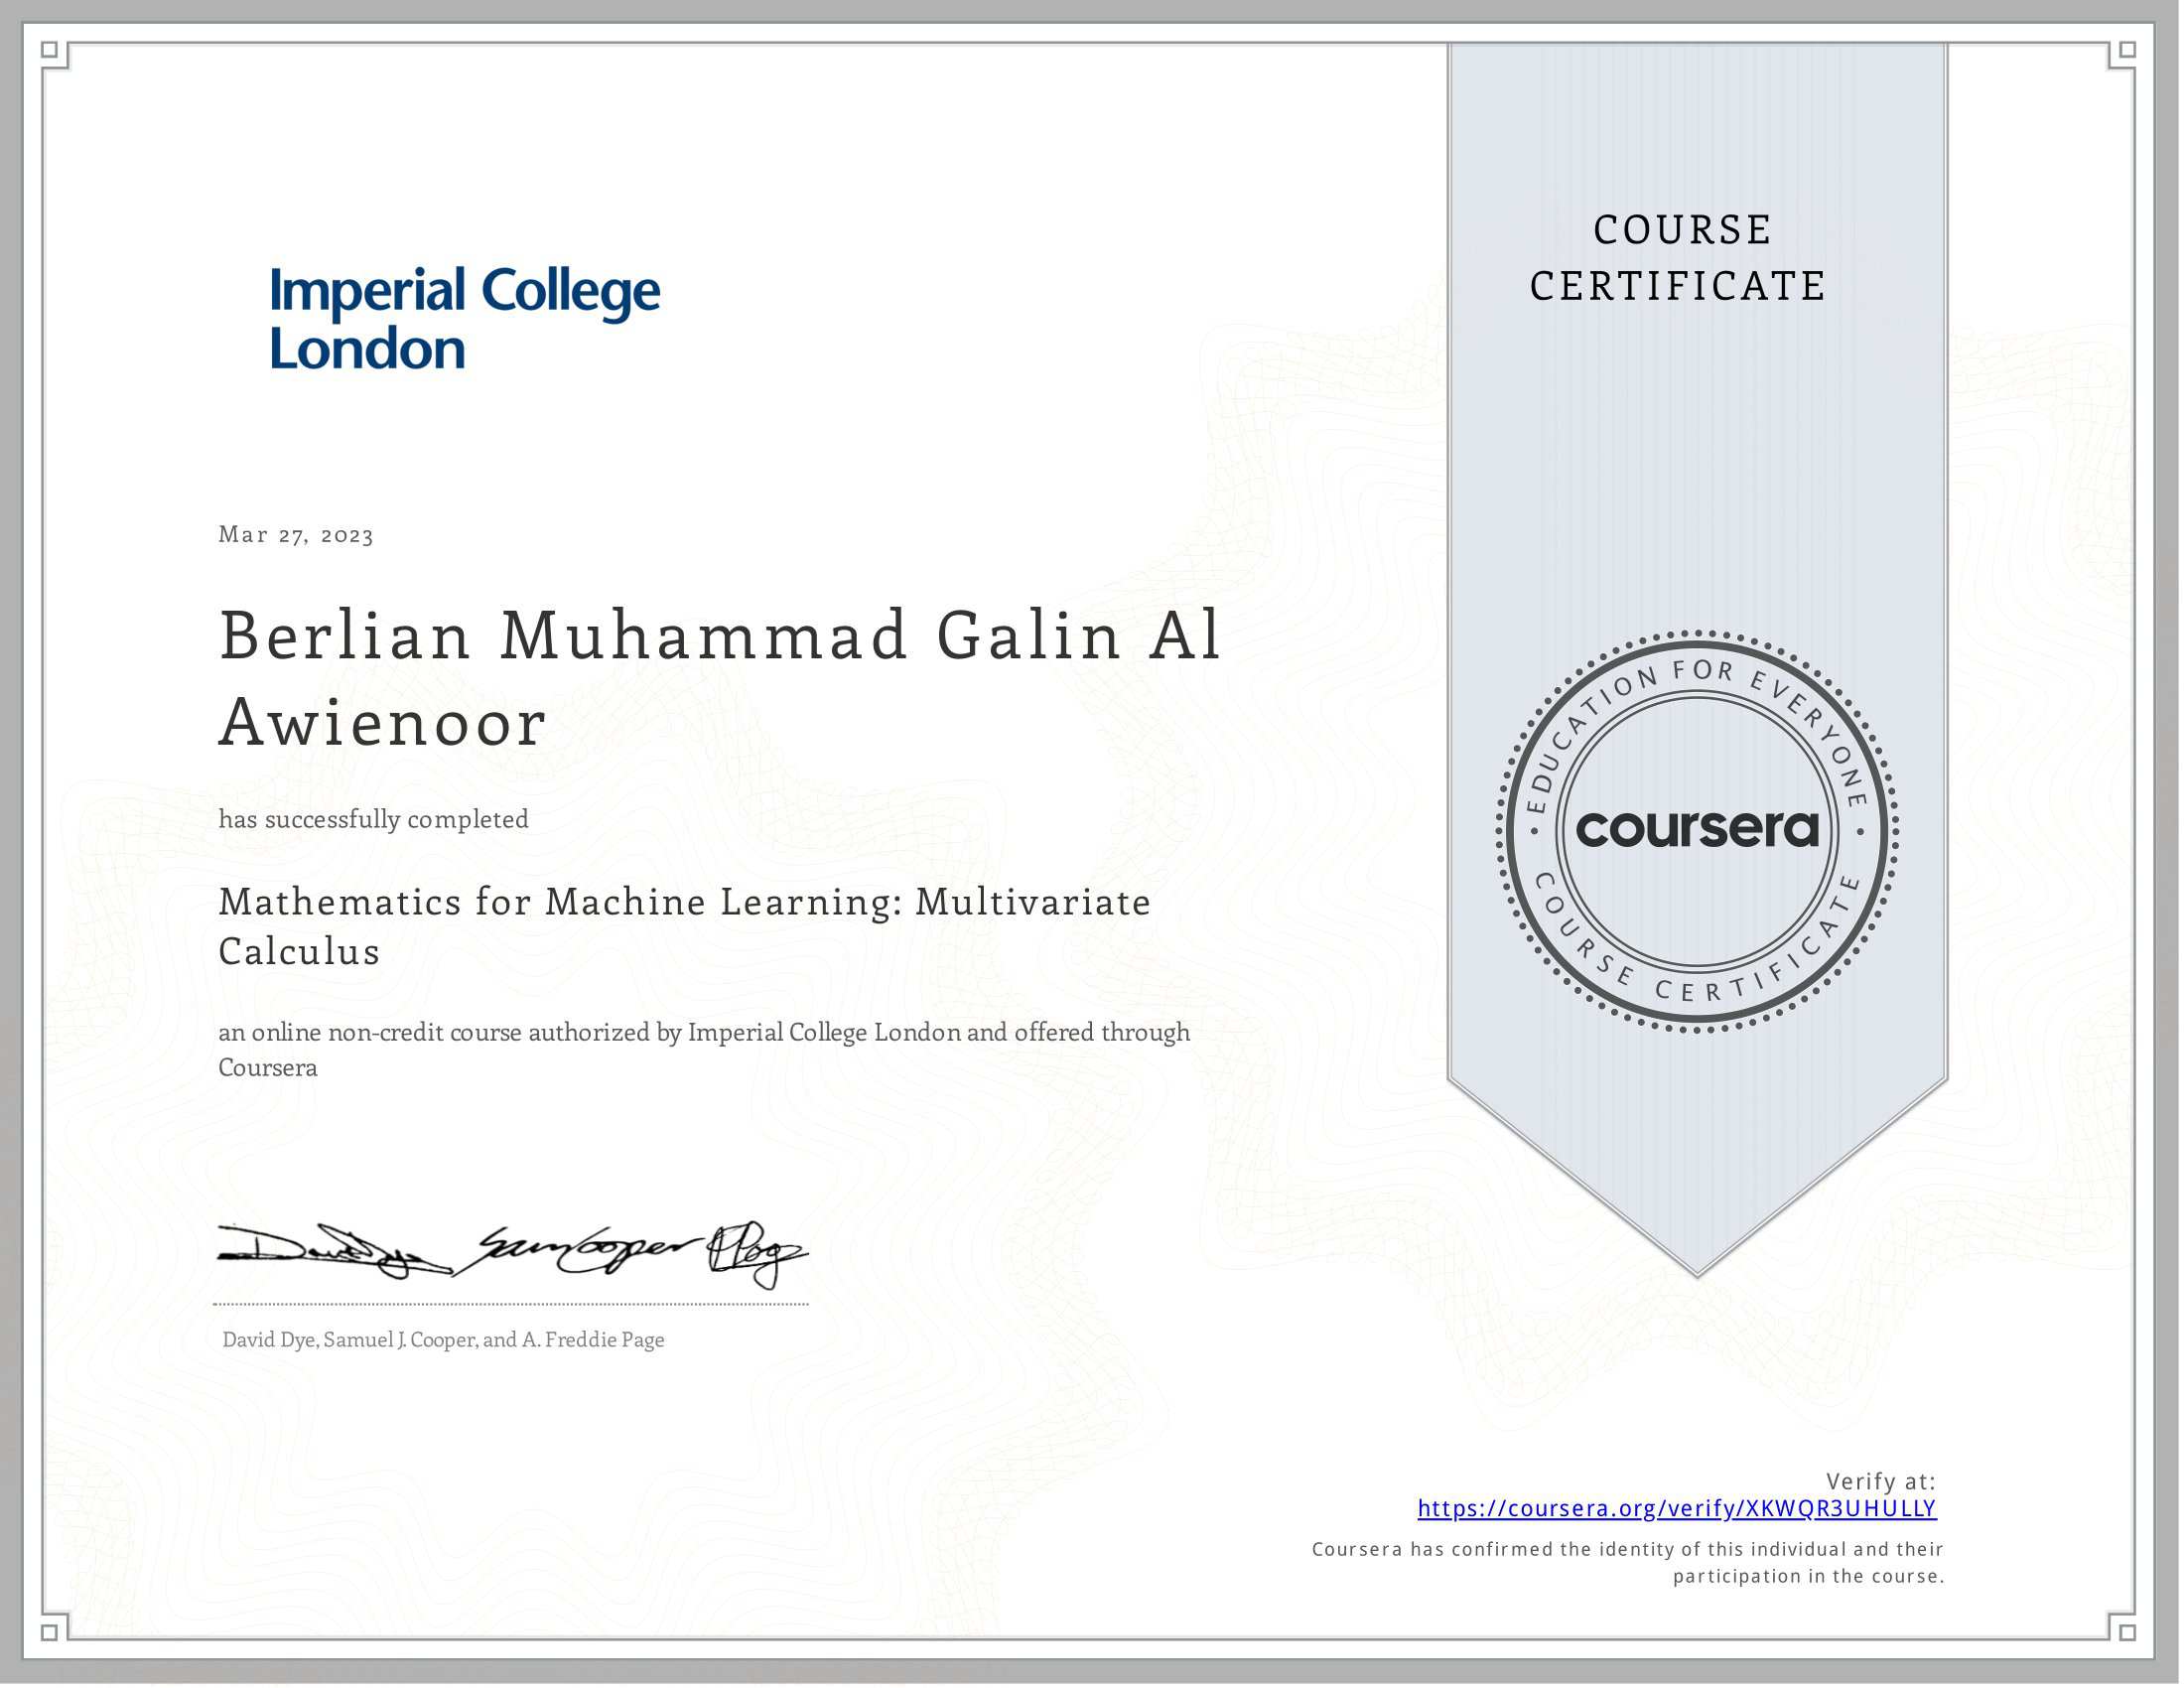 Imperial College
London
COURSE
CERTIFICATE
Mar 27, 2023
Berlian Muhammad Galin Al
Awienoor
has successfully completed
Mathematics for Machine Learning: Multivariate
Calculus
an online non-credit course authorized by Imperial College London and offered through
Coursera
EDUCATION FOR EVERYONE
coursera
COURSE CERTIFICATE
David Dye, Samuel J. Cooper, and A. Freddie Page
Verify at:
https://coursera.org/verify/XKWQR3UHULLY
Coursera has confirmed the identity of this individual and their
participation in the course.